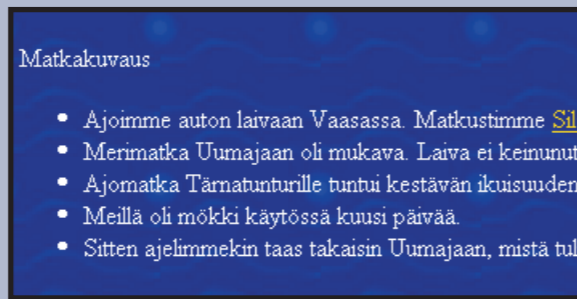 Matkakuvaus
Ajoimme auton laivaan Vaasassa. Matkustimme
Merimatka Uumajaan oli mukava. Laiva ei keinunut
Ajomatka Tärnatunturille tuntui kestävän ikuisuuden
Meillä oli mökki käytössä kuusi päivää.
Sitten ajelimmekin taas takaisin Uumajaan, mistä